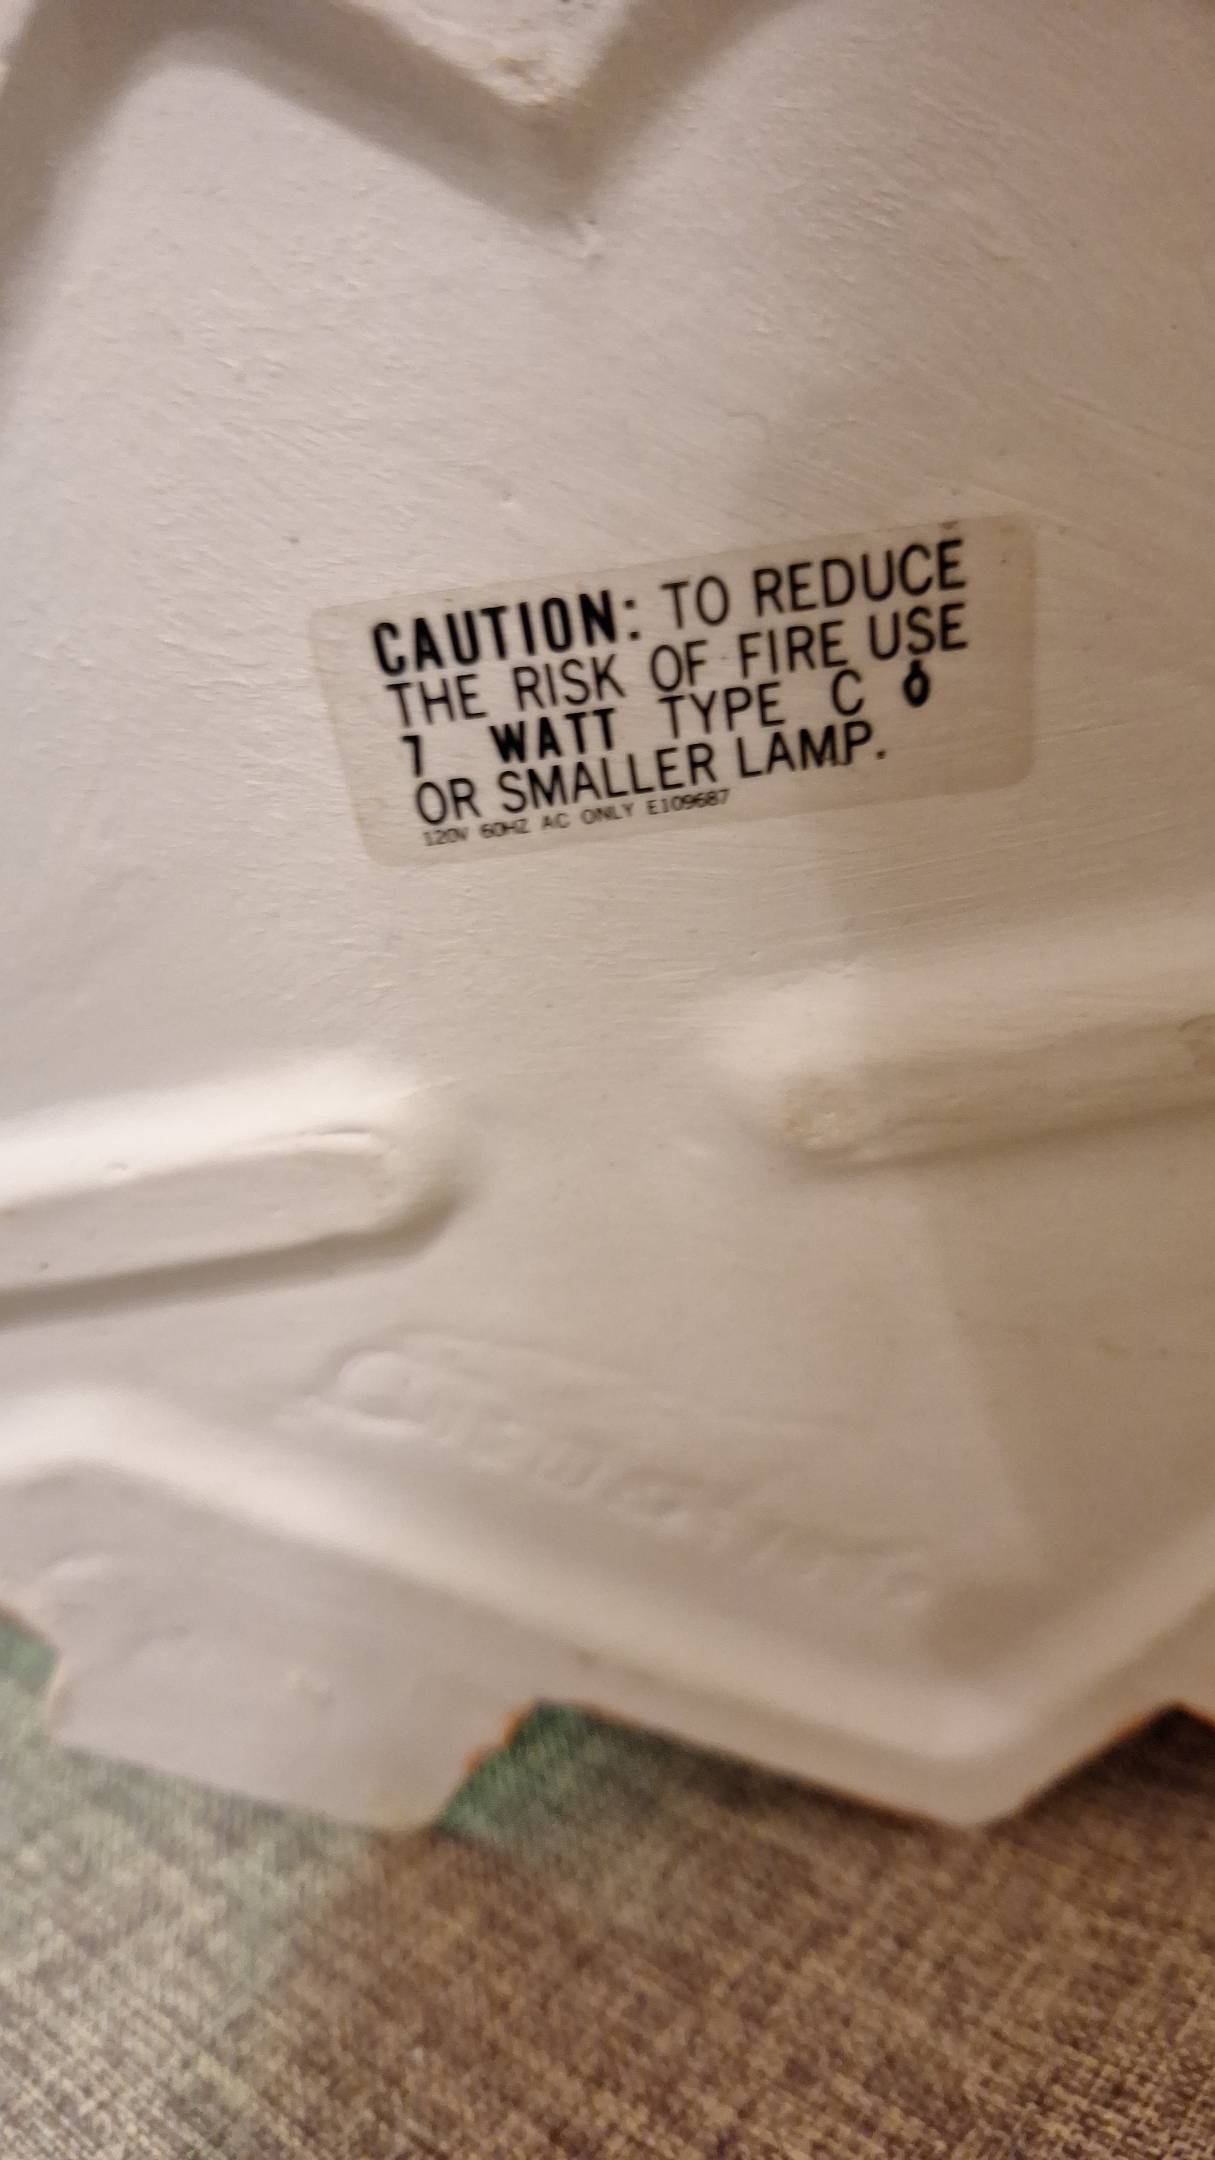 CAUTION: TO REDUCE
THE RISK OF FIRE USE
7 WATT TYPE C
OR SMALLER LAMP.
120V 60HZ AC ONLY E109687